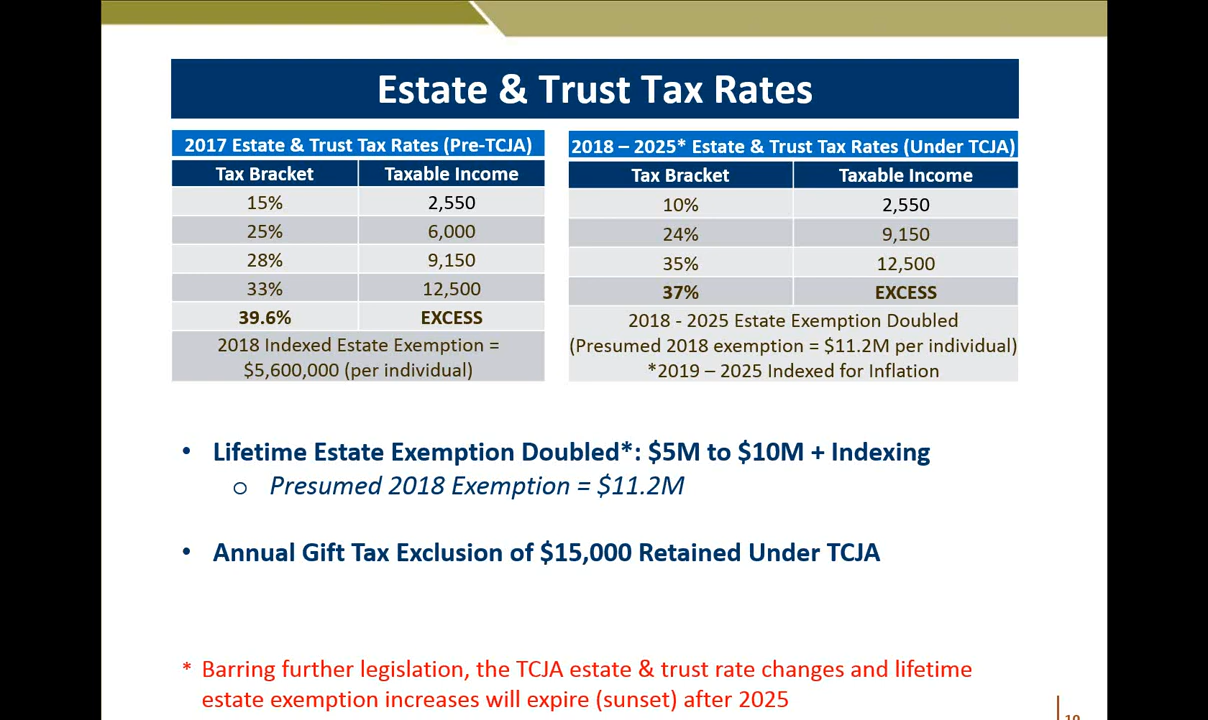 Estate & Trust Tax Rates
2017 Estate & Trust Tax Rates (Pre-TCJA)
Tax Bracket Taxable Income
15% 2,550
25% 6,000
28% 9,150
33% 12,500
39.6% EXCESS
2018 Indexed Estate Exemption =
$5,600,000 (per individual)
2018 – 2025* Estate & Trust Tax Rates (Under TCJA)
Tax Bracket Taxable Income
10% 2,550
24% 9,150
35% 12,500
37% EXCESS
2018 - 2025 Estate Exemption Doubled
(Presumed 2018 exemption = $11.2M per individual)
*2019 – 2025 Indexed for Inflation
• Lifetime Estate Exemption Doubled*: $5M to $10M + Indexing
o Presumed 2018 Exemption = $11.2M
• Annual Gift Tax Exclusion of $15,000 Retained Under TCJA
* Barring further legislation, the TCJA estate & trust rate changes and lifetime
estate exemption increases will expire (sunset) after 2025